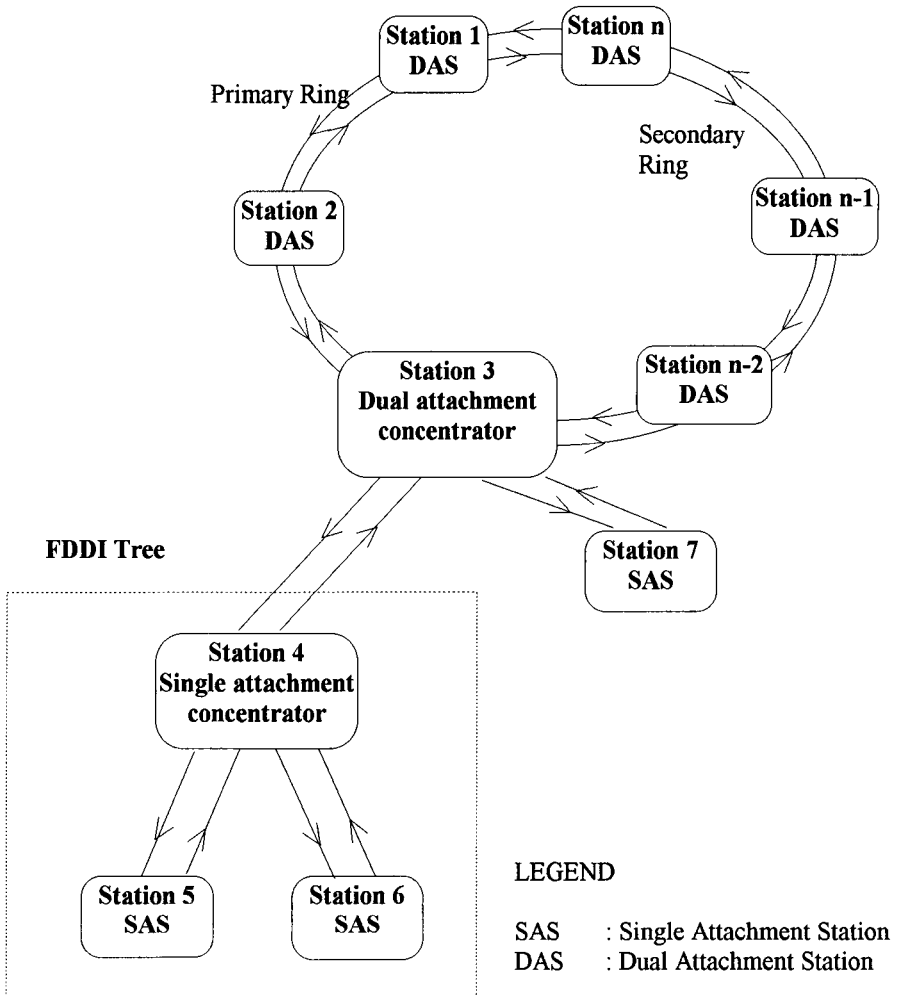 Station 1
DAS
Station n
DAS
Primary Ring
Secondary
Ring
Station 2
DAS
Station n-1
DAS
Station 3
Dual attachment
concentrator
Station n-2
DAS
FDDI Tree
Station 7
SAS
Station 4
Single attachment
concentrator
Station 5
SAS
Station 6
SAS
LEGEND
SAS : Single Attachment Station
DAS : Dual Attachment Station